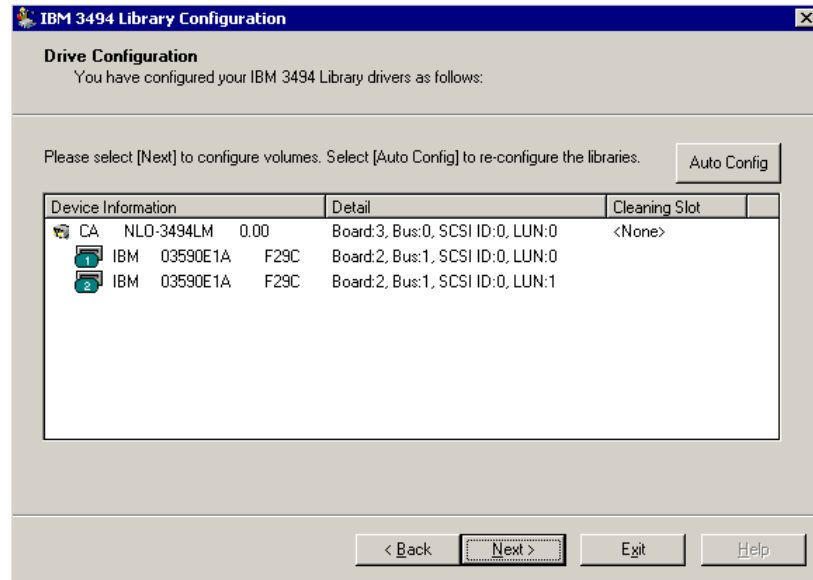 IBM 3494 Library Configuration
Drive Configuration
You have configured your IBM 3494 Library drivers as follows:
Please select [Next] to configure volumes. Select [Auto Config] to re-configure the libraries.
Auto Config
Device Information Detail Cleaning Slot
CA NLO-3494LM 0.00 Board:3, Bus:0, SCSI ID:0, LUN:0 <None>
1 IBM 03590E1A F29C Board:2, Bus:1, SCSI ID:0, LUN:0
2 IBM 03590E1A F29C Board:2, Bus:1, SCSI ID:0, LUN:1
< Back Next > Exit Help